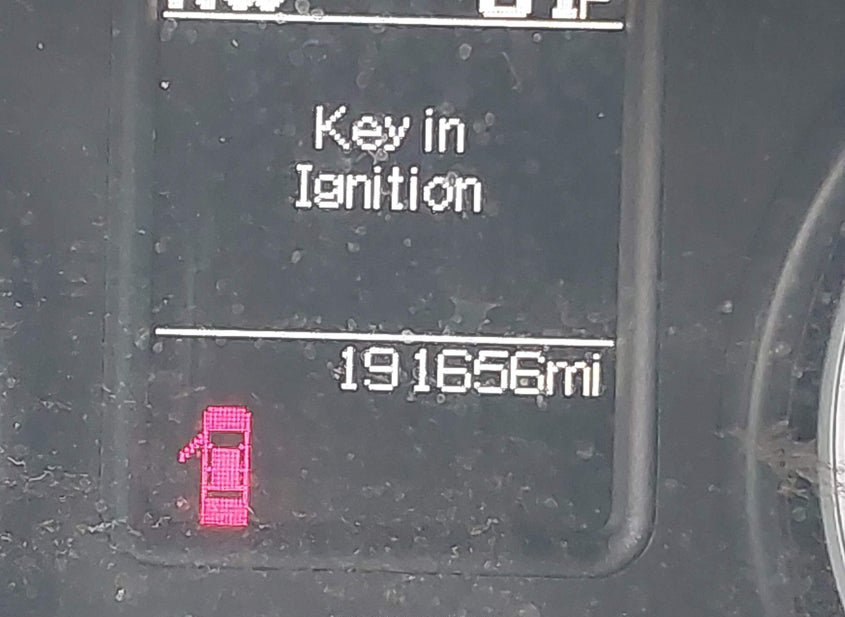 Key in
Ignition
191656mi